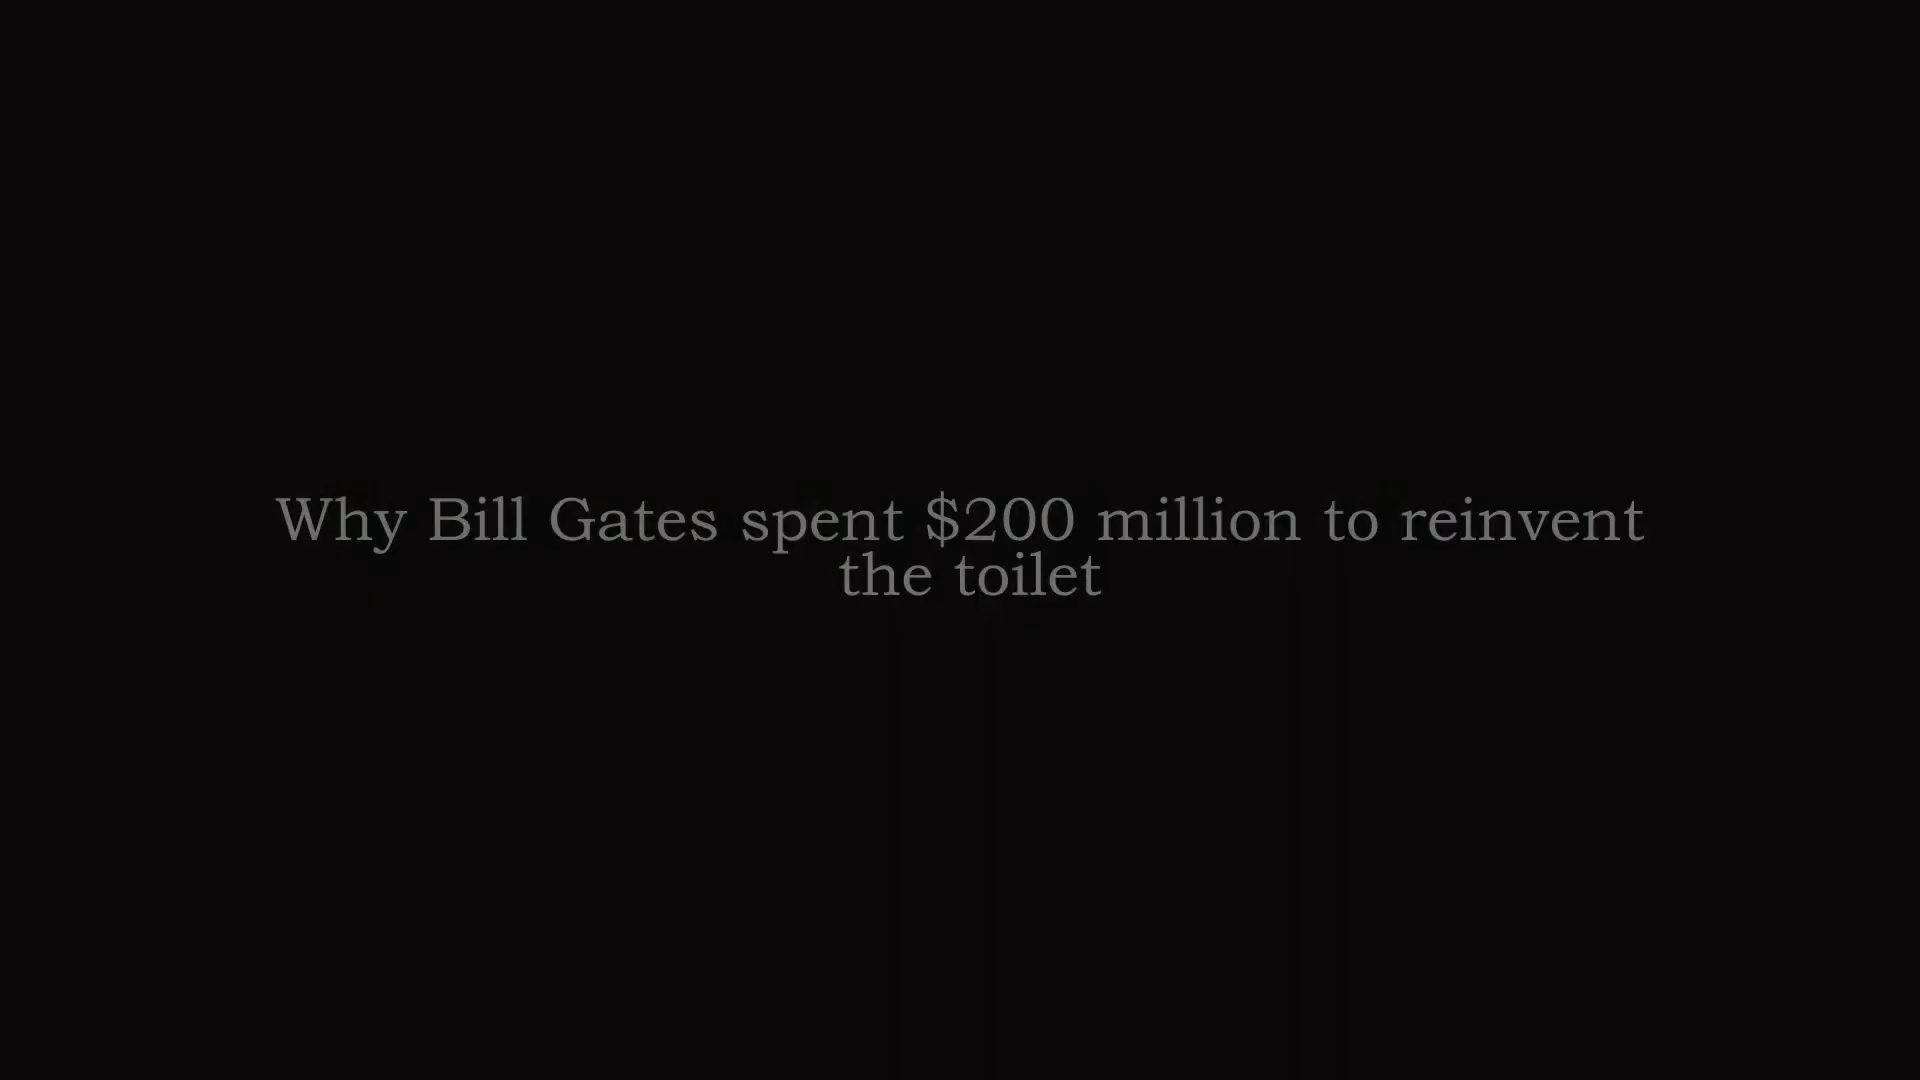 Why Bill Gates spent $200 million to reinvent
the toilet